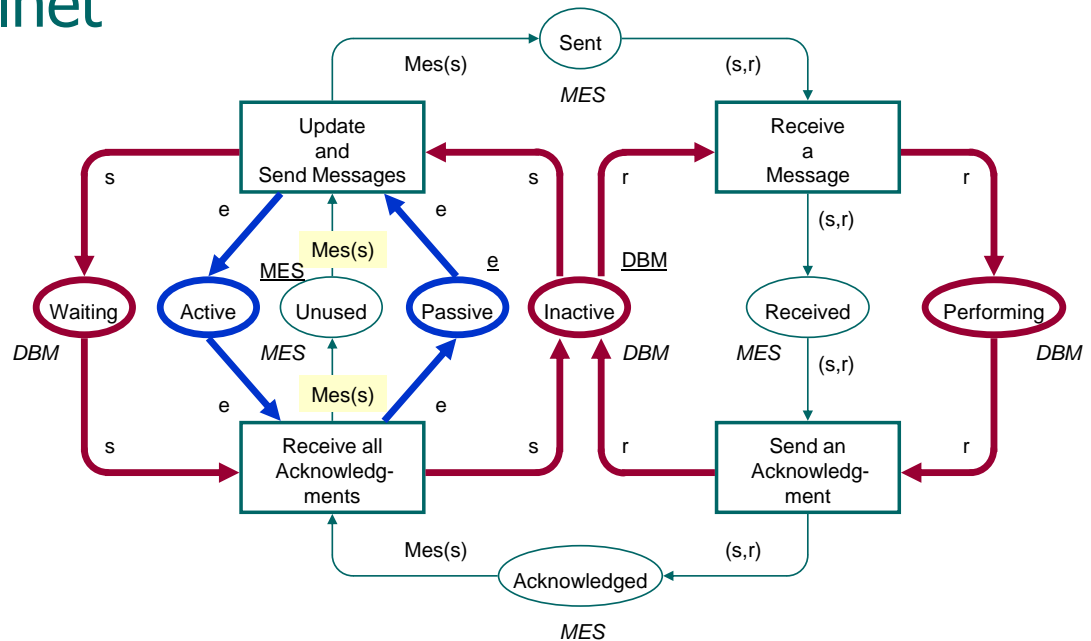 Sent
Mes(s)
(s,r)
MES
Update
and
Send Messages
Receive
a
Message
s
s
r
r
e
e
(s,r)
Mes(s)
MES
e
DBM
Waiting
Active
Unused
Passive
Inactive
Received
Performing
DBM
MES
DBM
MES
DBM
(s,r)
Mes(s)
e
e
s
s
r
r
Receive all
Acknowledg-
ments
Send an
Acknowledg-
ment
Mes(s)
(s,r)
Acknowledged
MES